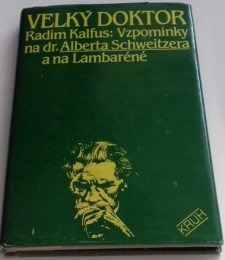 VELKÝ DOKTOR
Radim Kalfus: Vzpomínky
na dr. Alberta Schweitzera
a na Lambaréné
KRUH